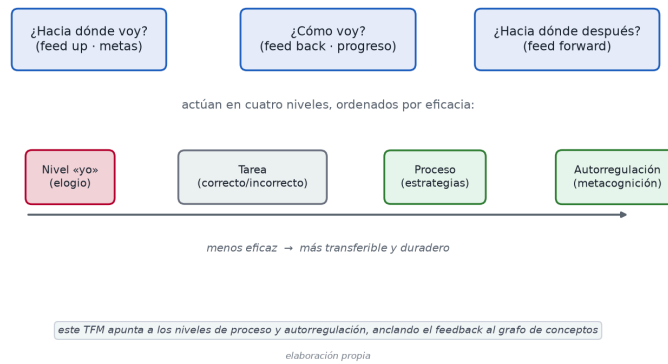 ¿Hacia dónde voy?
(feed up · metas)
¿Cómo voy?
(feed back · progreso)
¿Hacia dónde después?
(feed forward)
actúan en cuatro niveles, ordenados por eficacia:
Nivel «yo»
(elogio)
Tarea
(correcto/incorrecto)
Proceso
(estrategias)
Autorregulación
(metacognición)
menos eficaz → más transferible y duradero
este TFM apunta a los niveles de proceso y autorregulación, anclando el feedback al grafo de conceptos
elaboración propia